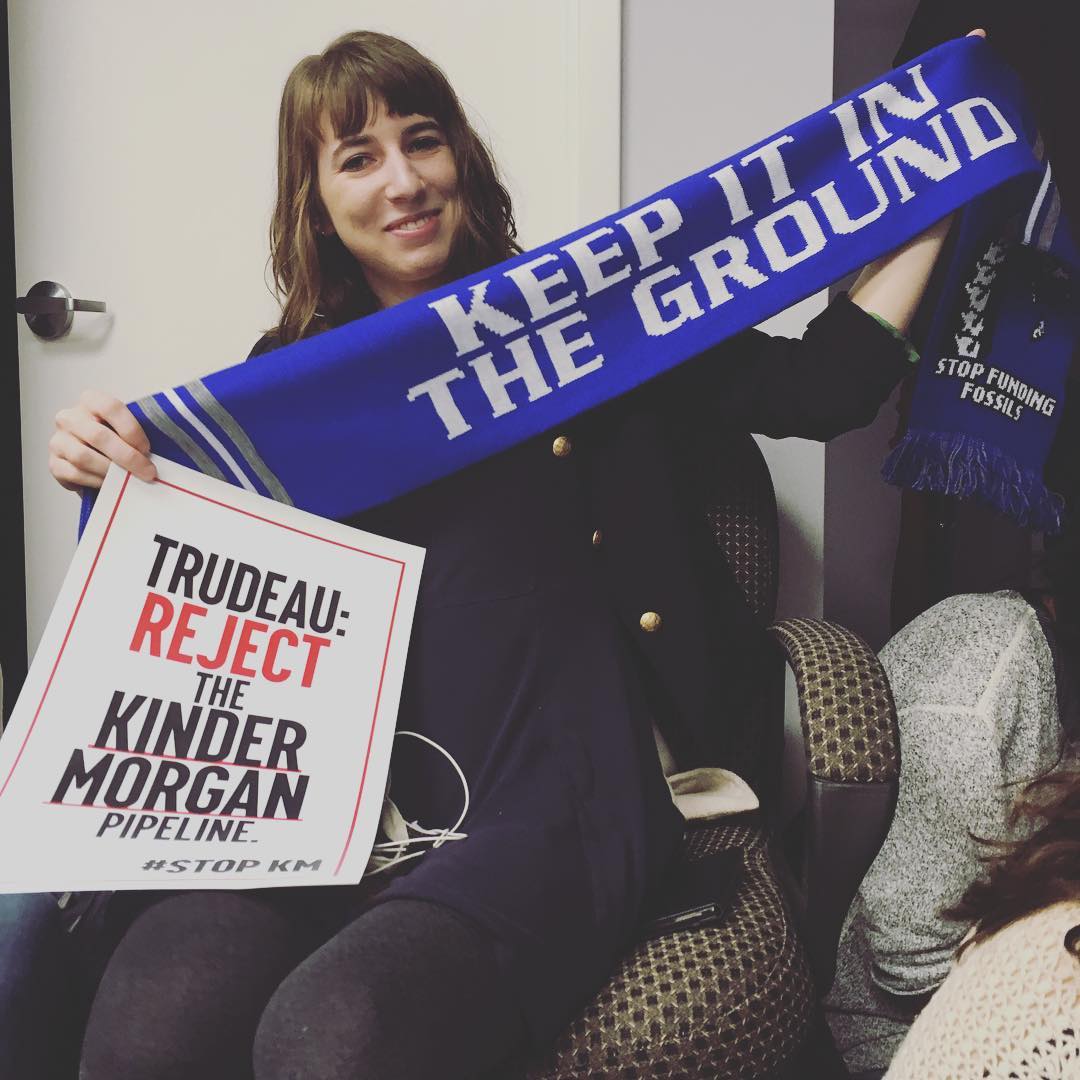 KEEP IT IN
THE GROUND
STOP FUNDING
FOSSILS
TRUDEAU:
REJECT
THE
KINDER
MORGAN
PIPELINE.
#STOP KM